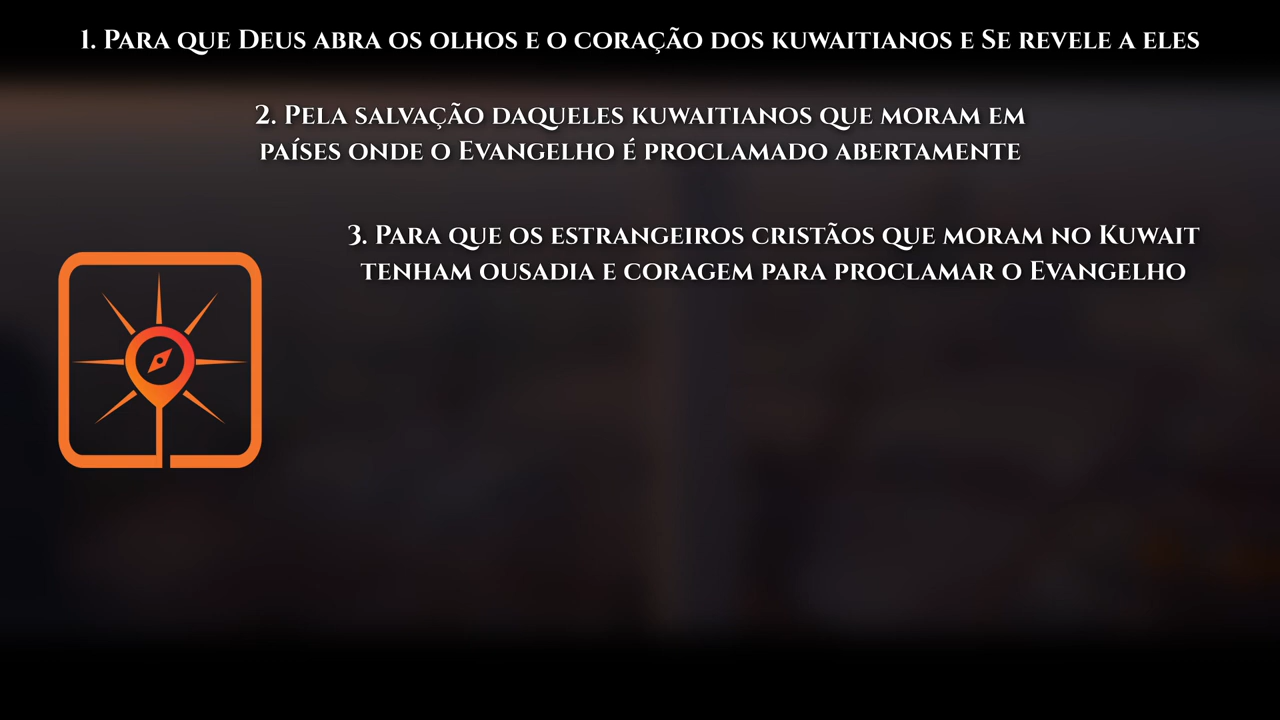 1. Para que Deus abra os olhos e o coração dos kuwaitianos e Se revele a eles
2. Pela salvação daqueles kuwaitianos que moram em
países onde o Evangelho é proclamado abertamente
3. Para que os estrangeiros cristãos que moram no Kuwait
tenham ousadia e coragem para proclamar o Evangelho